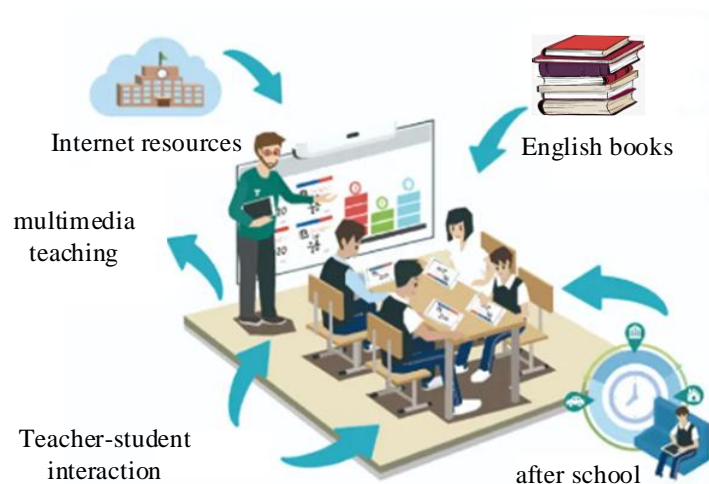 Internet resources
English books
multimedia
teaching
Teacher-student
interaction
after school